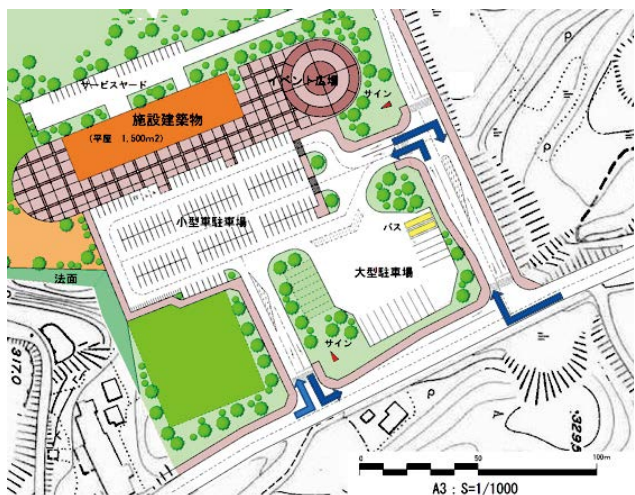 サービスヤード
イベント広場
サイン
施設建築物
(平屋 1,500m2)
小型車駐車場
バス
大型駐車場
法面
サイン
3170
3295
0 50 100m
A3 : S=1/1000